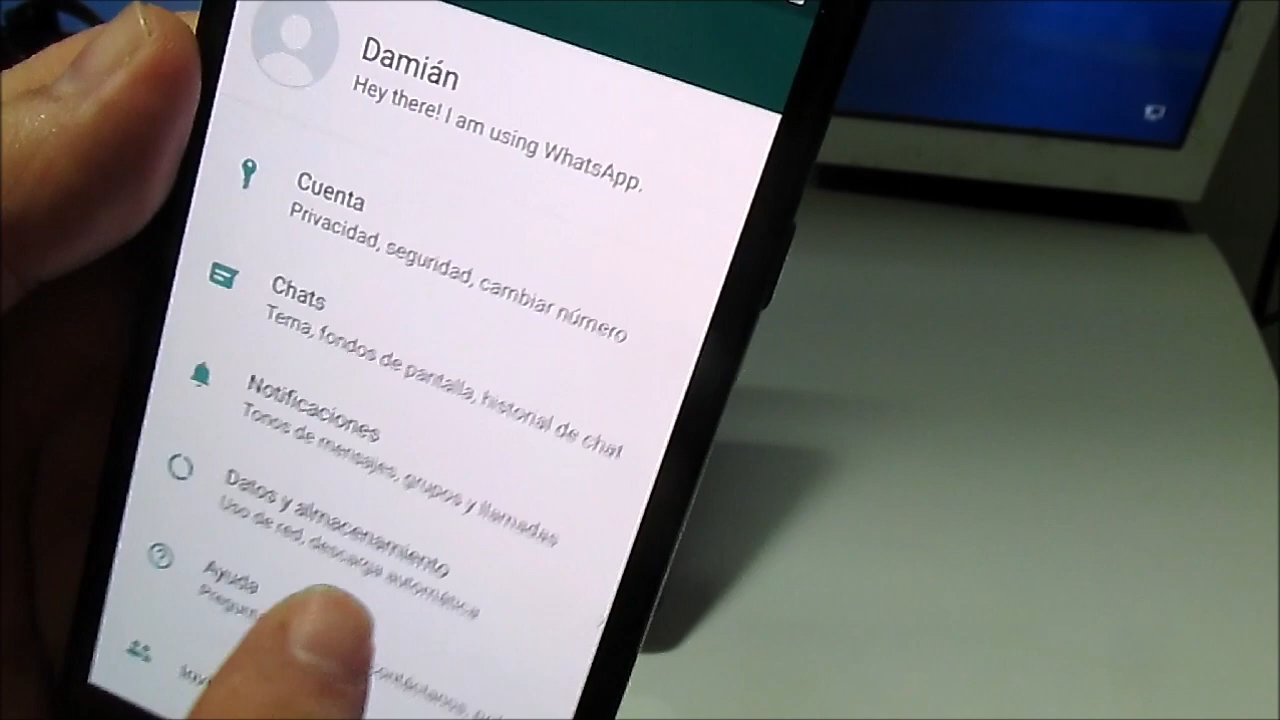 Damián
Hey there! I am using WhatsApp.
Cuenta
Privacidad, seguridad, cambiar número
Chats
Tema, fondos de pantalla, historial de chat
Notificaciones
Tonos de mensajes, grupos y llamadas
Datos y almacenamiento
Uso de red, descarga automática
Ayuda